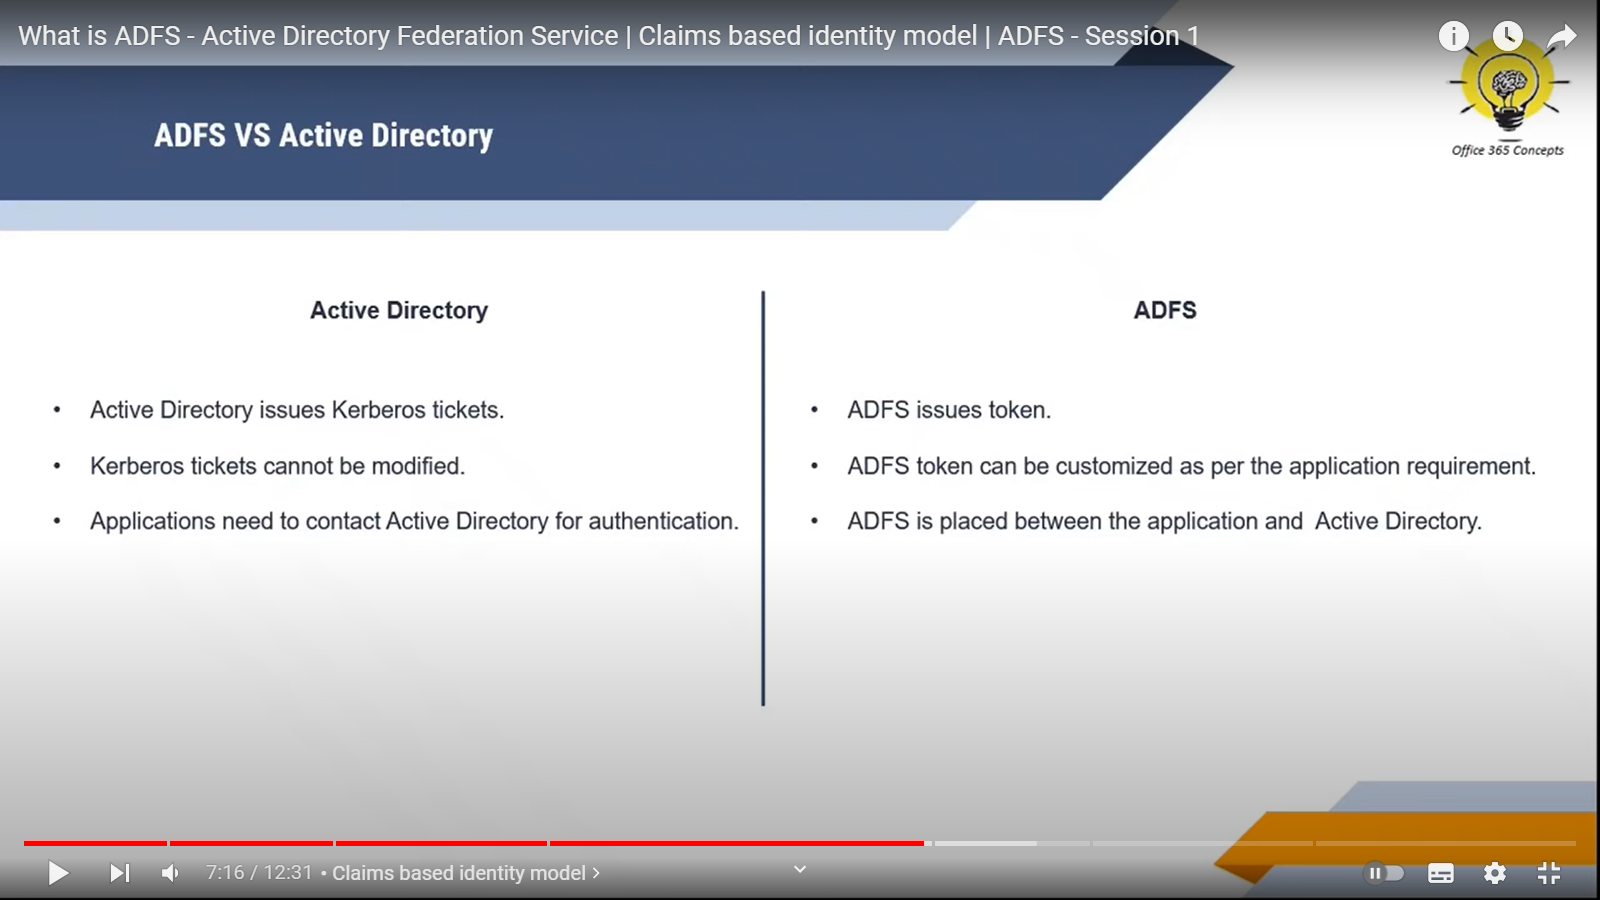 What is ADFS - Active Directory Federation Service | Claims based identity model | ADFS - Session 1
ADFS VS Active Directory
Office 365 Concepts
Active Directory
• Active Directory issues Kerberos tickets.
• Kerberos tickets cannot be modified.
• Applications need to contact Active Directory for authentication.
ADFS
• ADFS issues token.
• ADFS token can be customized as per the application requirement.
• ADFS is placed between the application and Active Directory.
7:16 / 12:31 • Claims based identity model